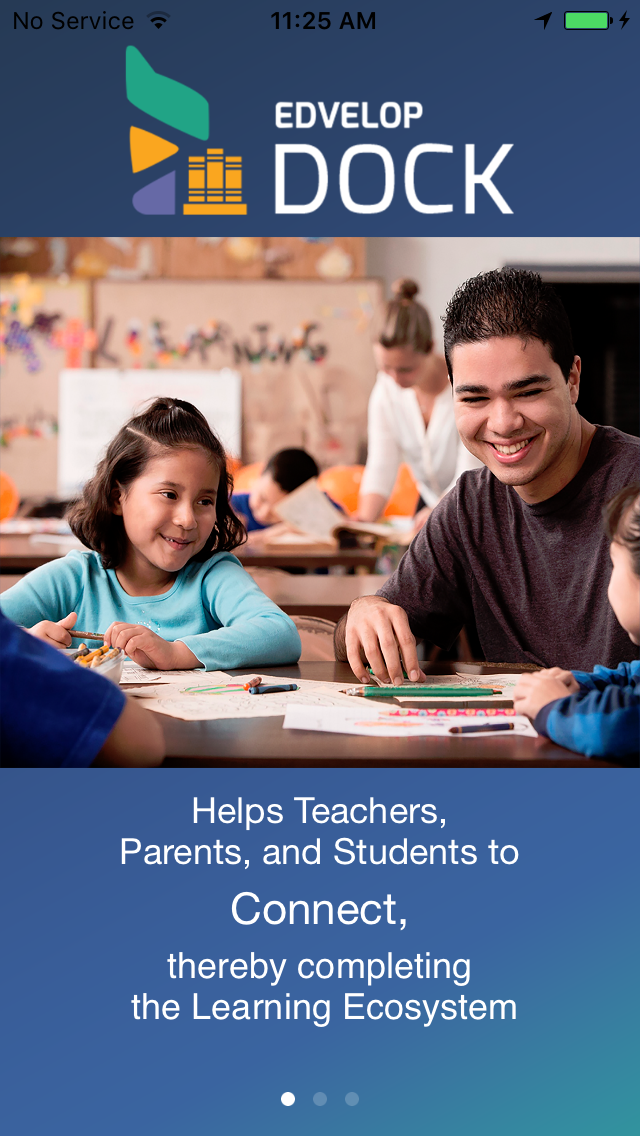 No Service 11:25 AM
EDVELOP
DOCK
LEARNING
Helps Teachers,
Parents, and Students to
Connect,
thereby completing
the Learning Ecosystem